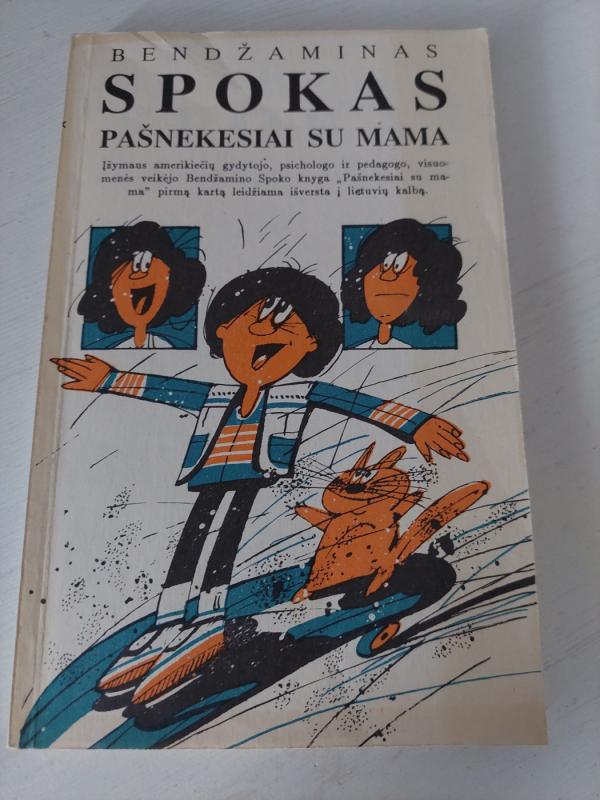 BENDŽAMINAS
SPOKAS
PAŠNEKESIAI SU MAMA
Įžymaus amerikiečių gydytojo, psichologo ir pedagogo, visuo-
menės veikėjo Bendžamino Spoko knyga „Pašnekesiai su ma-
ma” pirmą kartą leidžiama išversta į lietuvių kalbą.